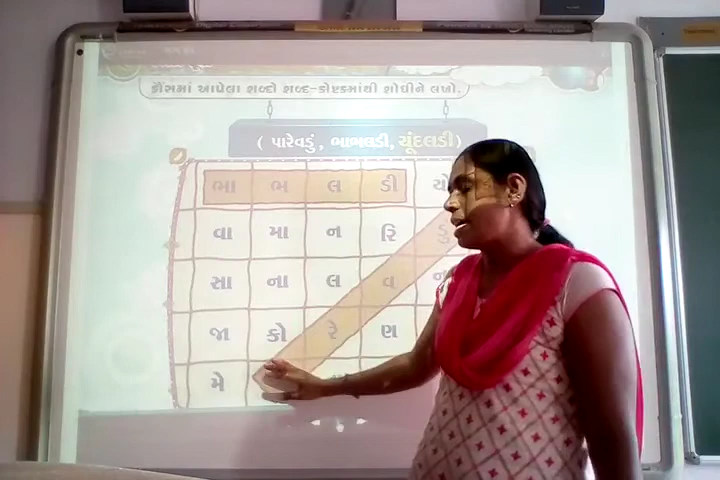 કૌંસમાં આપેલા શબ્દો શબ્દ-કોષ્ટકમાંથી શોધીને લખો.
( પારેવડું, ભાભલડી, ચૂંદલડી)
ભા ભ લ ડી ચો
વા મા ન રિ ડું
સા ના લ વ
જા કો રે ણ
મે